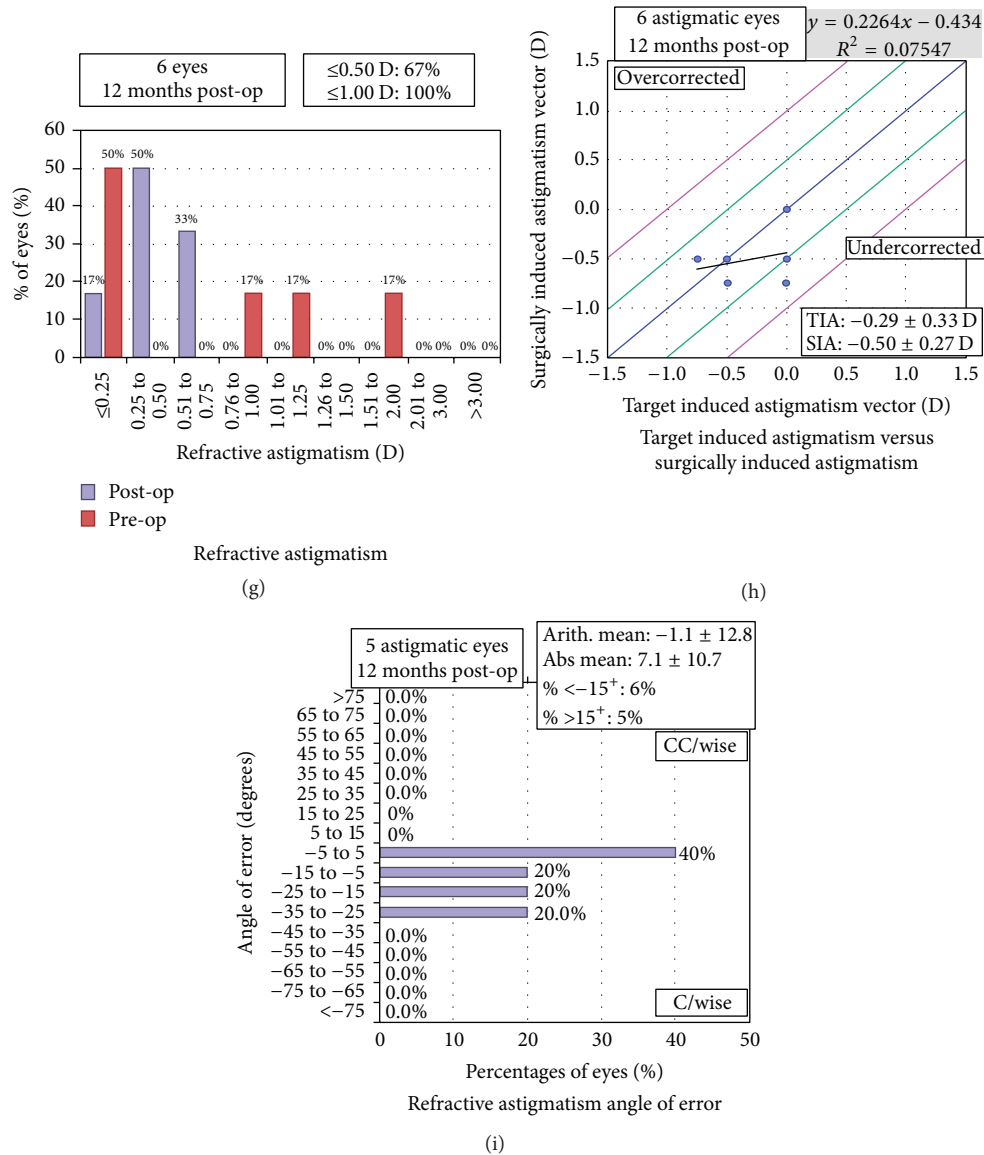 6 eyes
12 months post-op
≤0.50 D: 67%
≤1.00 D: 100%
% of eyes (%)
60
50
40
30
20
10
0
17%
50%
50%
33%
0%
0%
0%
17%
17%
0%
0%
0%
17%
0%
0%
0%
0%
≤0.25
0.25 to
0.50
0.51 to
0.75
0.76 to
1.00
1.01 to
1.25
1.26 to
1.50
1.51 to
2.00
2.01 to
3.00
>3.00
Refractive astigmatism (D)
Post-op
Pre-op
Refractive astigmatism
(g)
6 astigmatic eyes
12 months post-op
y = 0.2264x − 0.434
R² = 0.07547
Surgically induced astigmatism vector (D)
1.5
1.0
0.5
0.0
−0.5
−1.0
−1.5
Overcorrected
Undercorrected
TIA: −0.29 ± 0.33 D
SIA: −0.50 ± 0.27 D
−1.5 −1.0 −0.5 0.0 0.5 1.0 1.5
Target induced astigmatism vector (D)
Target induced astigmatism versus
surgically induced astigmatism
(h)
5 astigmatic eyes
12 months post-op
Arith. mean: −1.1 ± 12.8
Abs mean: 7.1 ± 10.7
% <−15⁺: 6%
% >15⁺: 5%
Angle of error (degrees)
>75 0.0%
65 to 75 0.0%
55 to 65 0.0%
45 to 55 0.0%
35 to 45 0.0%
25 to 35 0.0%
15 to 25 0%
5 to 15 0%
−5 to 5 40%
−15 to −5 20%
−25 to −15 20%
−35 to −25 20.0%
−45 to −35 0.0%
−55 to −45 0.0%
−65 to −55 0.0%
−75 to −65 0.0%
<−75 0.0%
CC/wise
C/wise
0 10 20 30 40 50
Percentages of eyes (%)
Refractive astigmatism angle of error
(i)